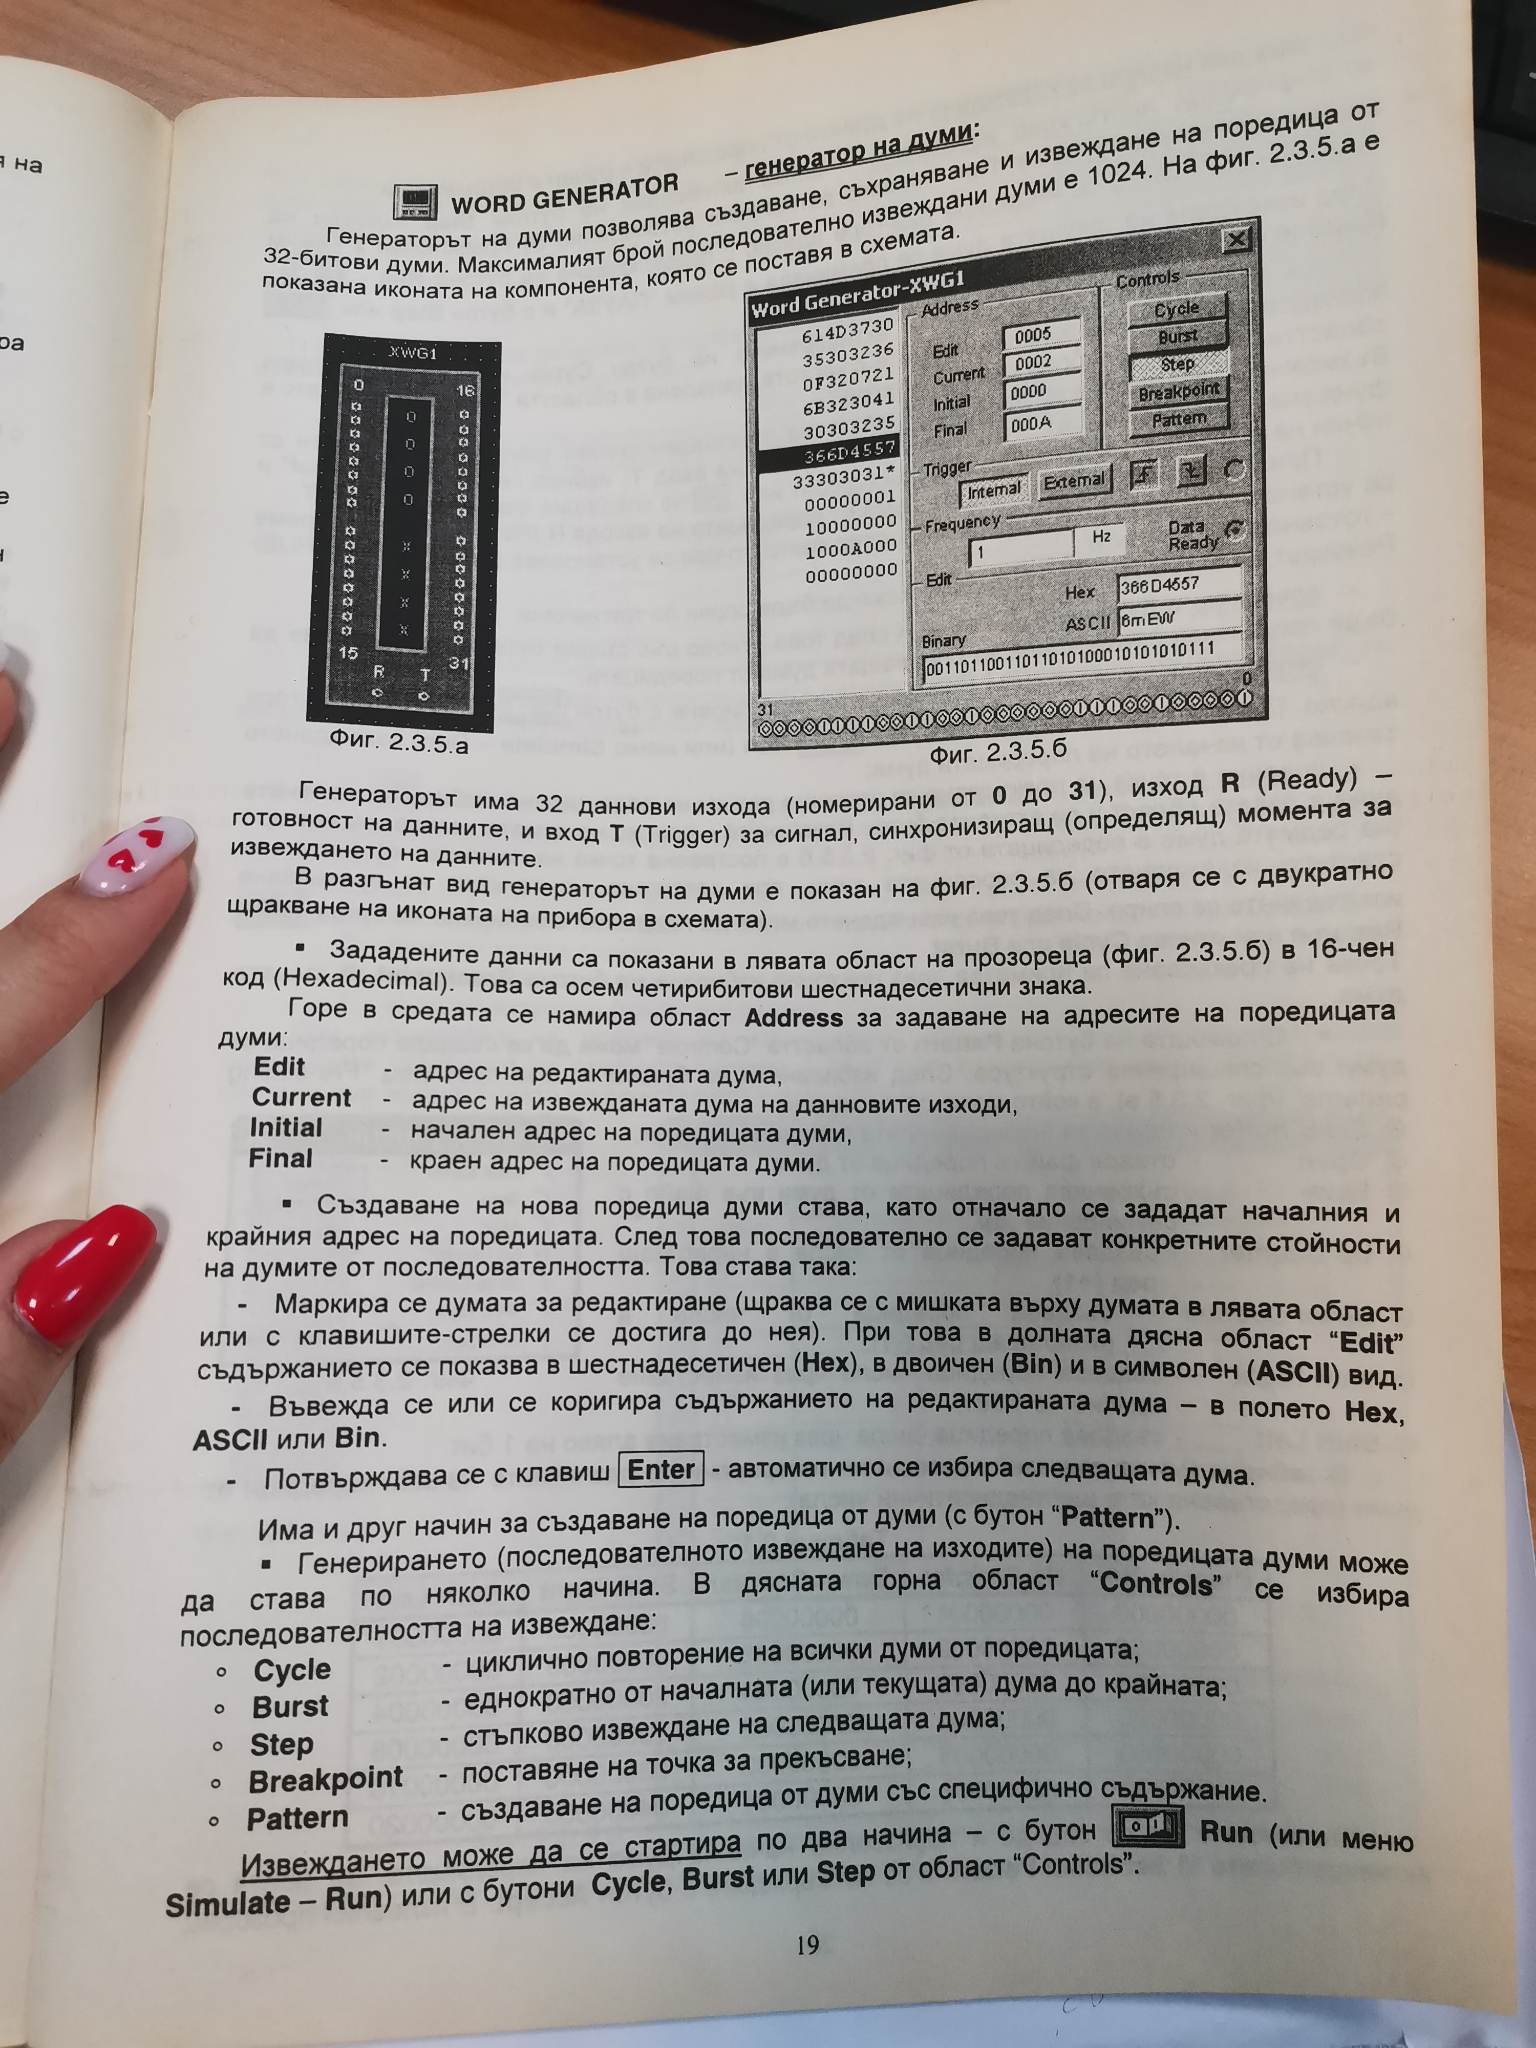 я на
ра
е
WORD GENERATOR – генератор на думи:
Генераторът на думи позволява създаване, съхраняване и извеждане на поредица от
32-битови думи. Максималият брой последователно извеждани думи е 1024. На фиг. 2.3.5.а е
показана иконата на компонента, която се поставя в схемата.
XWG1
0 16
0
0
0
0
X
X
X
X
15 31
R T
Фиг. 2.3.5.а
Word Generator-XWG1
614D3730
35303236
0F320721
6B323041
30303235
366D4557
33303031*
00000001
10000000
1000A000
00000000
Address
Edit 0005
Current 0002
Initial 0000
Final 000A
Controls
Cycle
Burst
Step
Breakpoint
Pattern
Trigger
Internal External
Frequency
1 Hz
Data
Ready
Edit
Hex 366D4557
ASCII 6mEW
Binary
00110110011011010100010101010111
31 0
Фиг. 2.3.5.б
Генераторът има 32 даннови изхода (номерирани от 0 до 31), изход R (Ready) –
готовност на данните, и вход T (Trigger) за сигнал, синхронизиращ (определящ) момента за
извеждането на данните.
В разгънат вид генераторът на думи е показан на фиг. 2.3.5.б (отваря се с двукратно
щракване на иконата на прибора в схемата).
▪ Зададените данни са показани в лявата област на прозореца (фиг. 2.3.5.б) в 16-чен
код (Hexadecimal). Това са осем четирибитови шестнадесетични знака.
Горе в средата се намира област Address за задаване на адресите на поредицата
думи:
Edit - адрес на редактираната дума,
Current - адрес на извежданата дума на данновите изходи,
Initial - начален адрес на поредицата думи,
Final - краен адрес на поредицата думи.
▪ Създаване на нова поредица думи става, като отначало се зададат началния и
крайния адрес на поредицата. След това последователно се задават конкретните стойности
на думите от последователността. Това става така:
- Маркира се думата за редактиране (щраква се с мишката върху думата в лявата област
или с клавишите-стрелки се достига до нея). При това в долната дясна област “Edit”
съдържанието се показва в шестнадесетичен (Hex), в двоичен (Bin) и в символен (ASCII) вид.
- Въвежда се или се коригира съдържанието на редактираната дума – в полето Hex,
ASCII или Bin.
- Потвърждава се с клавиш Enter - автоматично се избира следващата дума.
Има и друг начин за създаване на поредица от думи (с бутон “Pattern”).
▪ Генерирането (последователното извеждане на изходите) на поредицата думи може
да става по няколко начина. В дясната горна област “Controls” се избира
последователността на извеждане:
◦ Cycle - циклично повторение на всички думи от поредицата;
◦ Burst - еднократно от началната (или текущата) дума до крайната;
◦ Step - стъпково извеждане на следващата дума;
◦ Breakpoint - поставяне на точка за прекъсване;
◦ Pattern - създаване на поредица от думи със специфично съдържание.
Извеждането може да се стартира по два начина – с бутон Run (или меню
Simulate – Run) или с бутони Cycle, Burst или Step от област “Controls”.
19